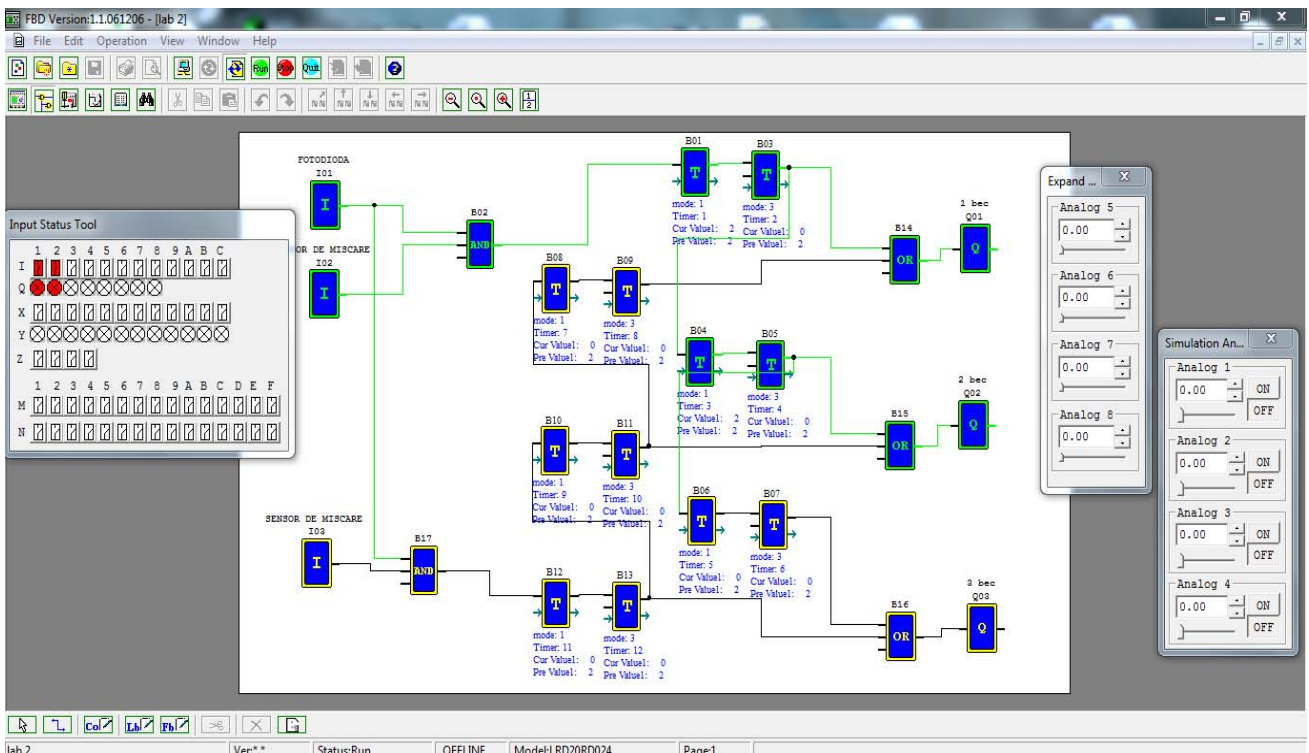 FBD Version:1.1.061206 - [lab 2]
File Edit Operation View Window Help
Run Stop Quit
FOTODIODA
I01
I
B02
AND
OR DE MISCARE
I02
I
B01
T
mode: 1
Timer: 1
Cur Value1: 2
Pre Value1: 2
B03
T
mode: 3
Timer: 2
Cur Value1: 0
Pre Value1: 2
B14
OR
1 bec
Q01
Q
B08
T
mode: 1
Timer: 7
Cur Value1: 0
Pre Value1: 2
B09
T
mode: 3
Timer: 8
Cur Value1: 0
Pre Value1: 2
B04
T
mode: 1
Timer: 3
Cur Value1: 2
Pre Value1: 2
B05
T
mode: 3
Timer: 4
Cur Value1: 0
Pre Value1: 2
B15
OR
2 bec
Q02
Q
B10
T
mode: 1
Timer: 9
Cur Value1: 0
Pre Value1: 2
B11
T
mode: 3
Timer: 10
Cur Value1: 0
Pre Value1: 2
B06
T
mode: 1
Timer: 5
Cur Value1: 0
Pre Value1: 2
B07
T
mode: 3
Timer: 6
Cur Value1: 0
Pre Value1: 2
SENSOR DE MISCARE
I03
I
B17
AND
B12
T
mode: 1
Timer: 11
Cur Value1: 0
Pre Value1: 2
B13
T
mode: 3
Timer: 12
Cur Value1: 0
Pre Value1: 2
B16
OR
3 bec
Q03
Q
Input Status Tool
1 2 3 4 5 6 7 8 9 A B C
I
Q
X
Y
Z
1 2 3 4 5 6 7 8 9 A B C D E F
M
N
Expand ...
Analog 5
0.00
Analog 6
0.00
Analog 7
0.00
Analog 8
0.00
Simulation An...
Analog 1
0.00 ON
OFF
Analog 2
0.00 ON
OFF
Analog 3
0.00 ON
OFF
Analog 4
0.00 ON
OFF
Co Lb Fb
lab 2 Ver:** Status:Run OFFLINE Model:LRD20RD024 Page:1